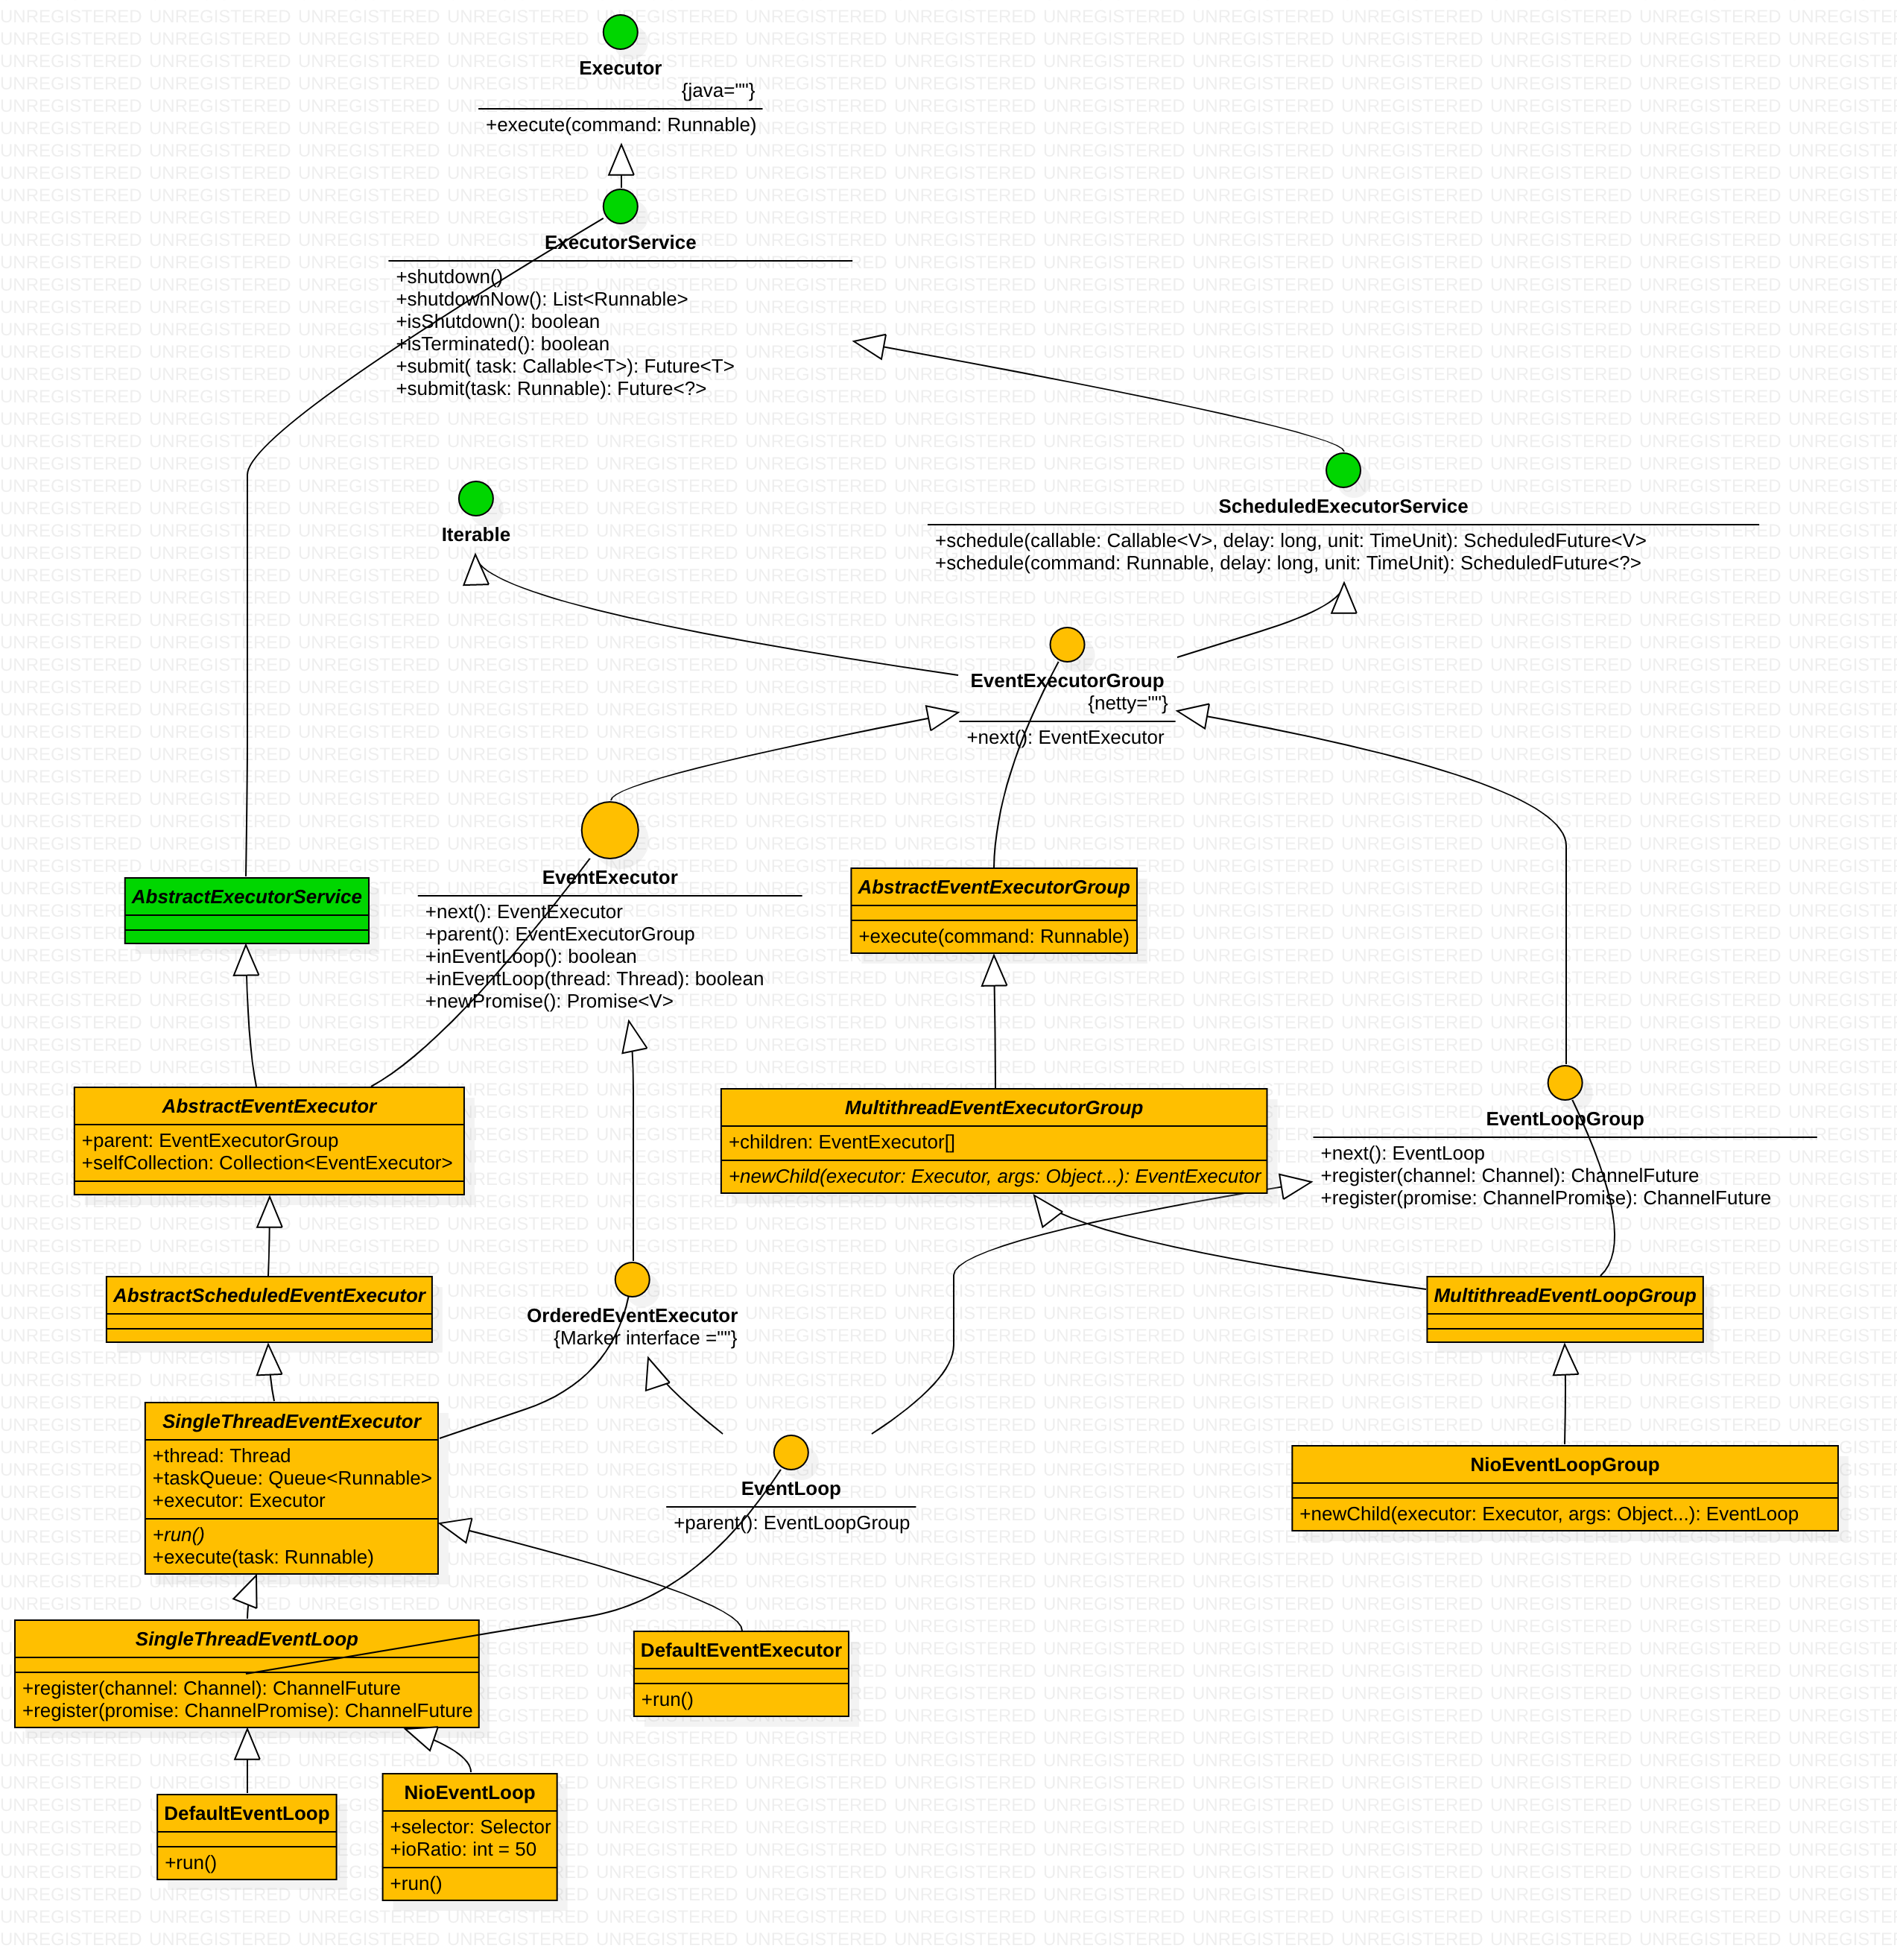 Executor
{java=""}
+execute(command: Runnable)
ExecutorService
+shutdown()
+shutdownNow(): List<Runnable>
+isShutdown(): boolean
+isTerminated(): boolean
+submit( task: Callable<T>): Future<T>
+submit(task: Runnable): Future<?>
Iterable
ScheduledExecutorService
+schedule(callable: Callable<V>, delay: long, unit: TimeUnit): ScheduledFuture<V>
+schedule(command: Runnable, delay: long, unit: TimeUnit): ScheduledFuture<?>
EventExecutorGroup
{netty=""}
+next(): EventExecutor
AbstractExecutorService
EventExecutor
+next(): EventExecutor
+parent(): EventExecutorGroup
+inEventLoop(): boolean
+inEventLoop(thread: Thread): boolean
+newPromise(): Promise<V>
AbstractEventExecutorGroup
+execute(command: Runnable)
AbstractEventExecutor
+parent: EventExecutorGroup
+selfCollection: Collection<EventExecutor>
MultithreadEventExecutorGroup
+children: EventExecutor[]
+newChild(executor: Executor, args: Object...): EventExecutor
EventLoopGroup
+next(): EventLoop
+register(channel: Channel): ChannelFuture
+register(promise: ChannelPromise): ChannelFuture
AbstractScheduledEventExecutor
OrderedEventExecutor
{Marker interface =""}
MultithreadEventLoopGroup
SingleThreadEventExecutor
+thread: Thread
+taskQueue: Queue<Runnable>
+executor: Executor
+run()
+execute(task: Runnable)
EventLoop
+parent(): EventLoopGroup
NioEventLoopGroup
+newChild(executor: Executor, args: Object...): EventLoop
SingleThreadEventLoop
+register(channel: Channel): ChannelFuture
+register(promise: ChannelPromise): ChannelFuture
DefaultEventExecutor
+run()
DefaultEventLoop
+run()
NioEventLoop
+selector: Selector
+ioRatio: int = 50
+run()
UNREGISTERED